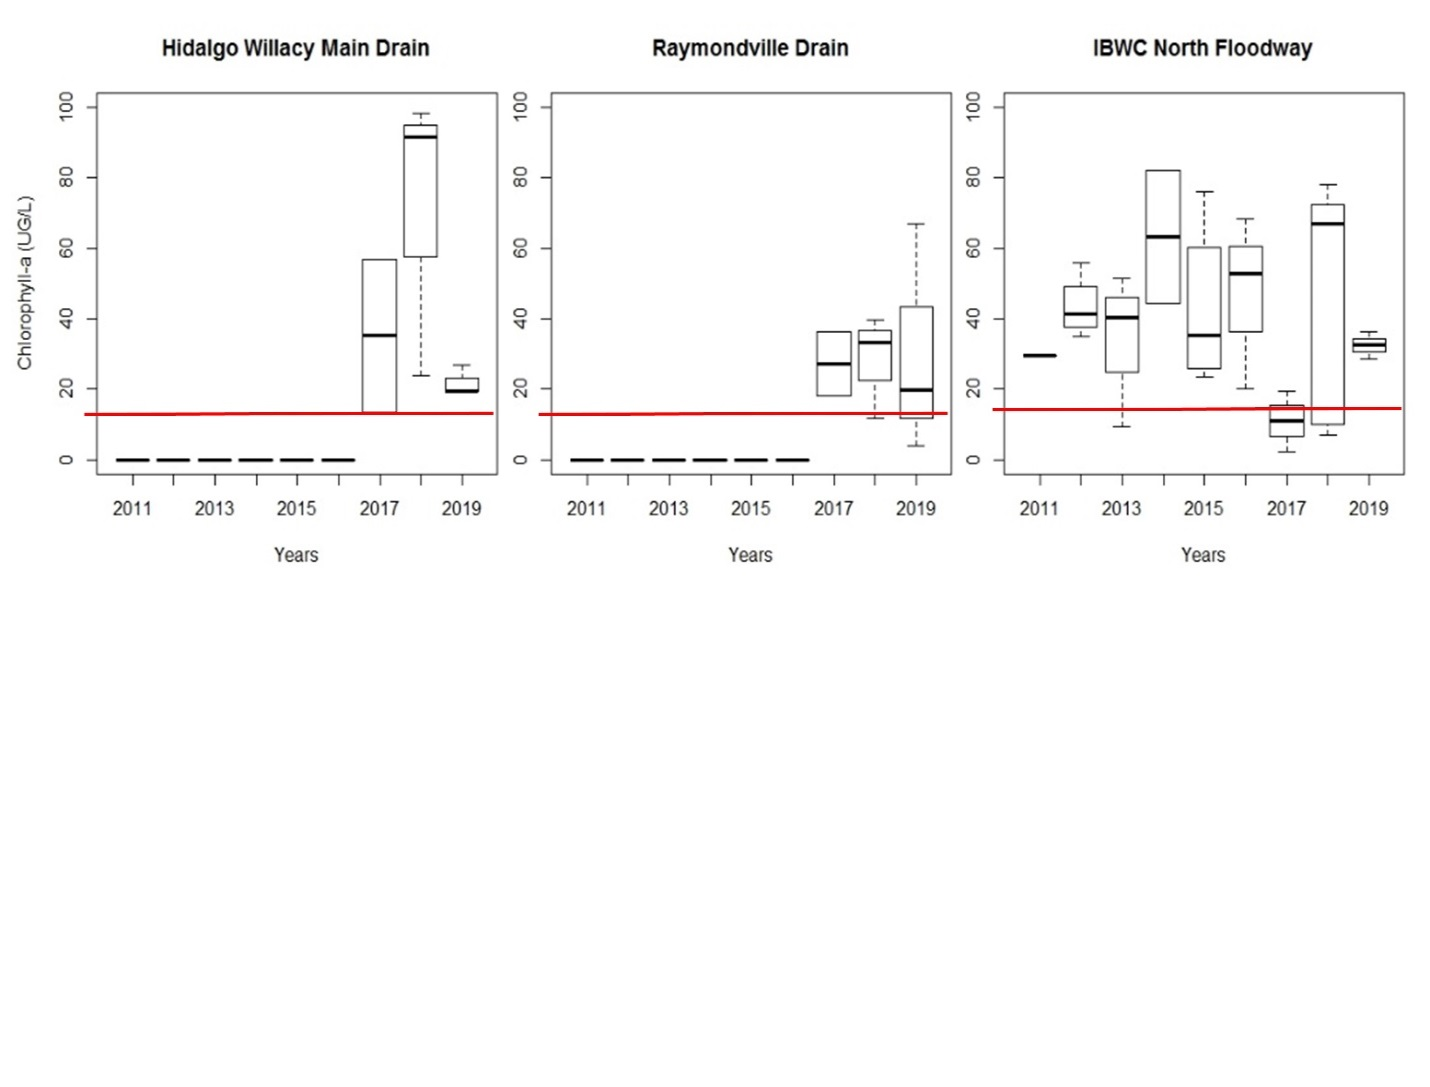 Hidalgo Willacy Main Drain
Raymondville Drain
IBWC North Floodway
Chlorophyll-a (UG/L)
100
80
60
40
20
0
2011 2013 2015 2017 2019
Years
100
80
60
40
20
0
2011 2013 2015 2017 2019
Years
100
80
60
40
20
0
2011 2013 2015 2017 2019
Years